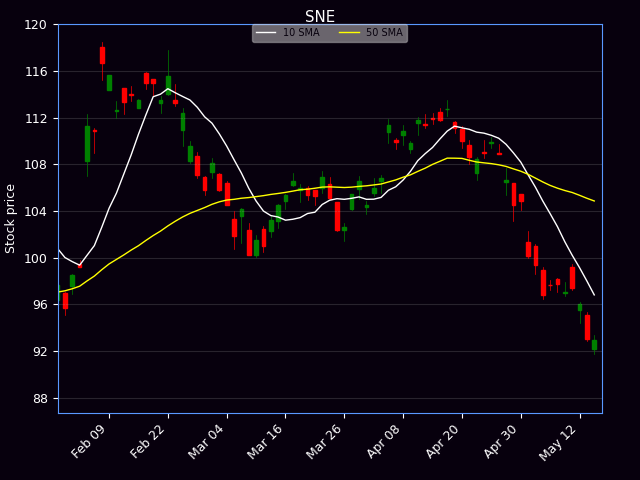 SNE
10 SMA
50 SMA
120
116
112
108
104
100
96
92
88
Stock price
Feb 09
Feb 22
Mar 04
Mar 16
Mar 26
Apr 08
Apr 20
Apr 30
May 12